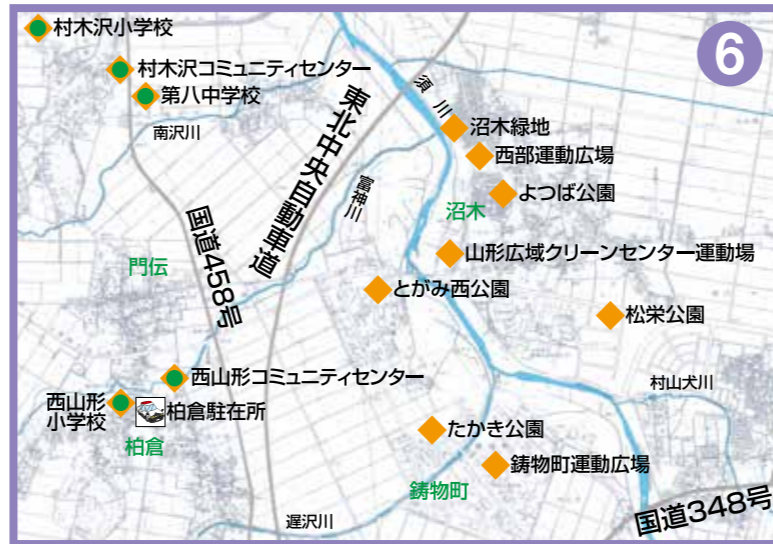 村木沢小学校
6
村木沢コミュニティセンター
第八中学校
南沢川
東北中央自動車道
須川
沼木緑地
西部運動広場
よつば公園
沼木
富神川
国道458号
門伝
山形広域クリーンセンター運動場
とがみ西公園
松栄公園
西山形コミュニティセンター
西山形
小学校
柏倉駐在所
柏倉
村山犬川
たかき公園
鋳物町運動広場
鋳物町
国道348号
遅沢川